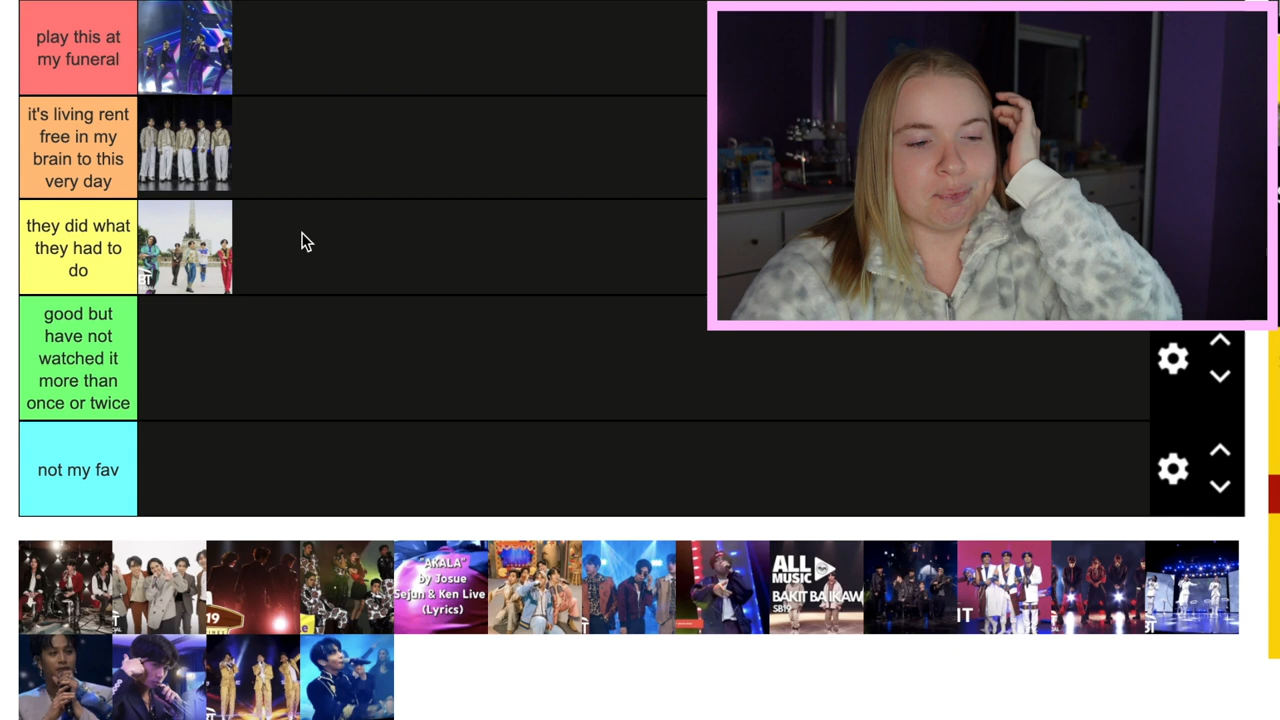 play this at
my funeral
it's living rent
free in my
brain to this
very day
they did what
they had to
do
BT
good but
have not
watched it
more than
once or twice
not my fav
19
"AKALA"
by Josue
Sejun & Ken Live
(Lyrics)
ALL
MUSIC
BAKIT BA IKAW
SB19
IT
BT